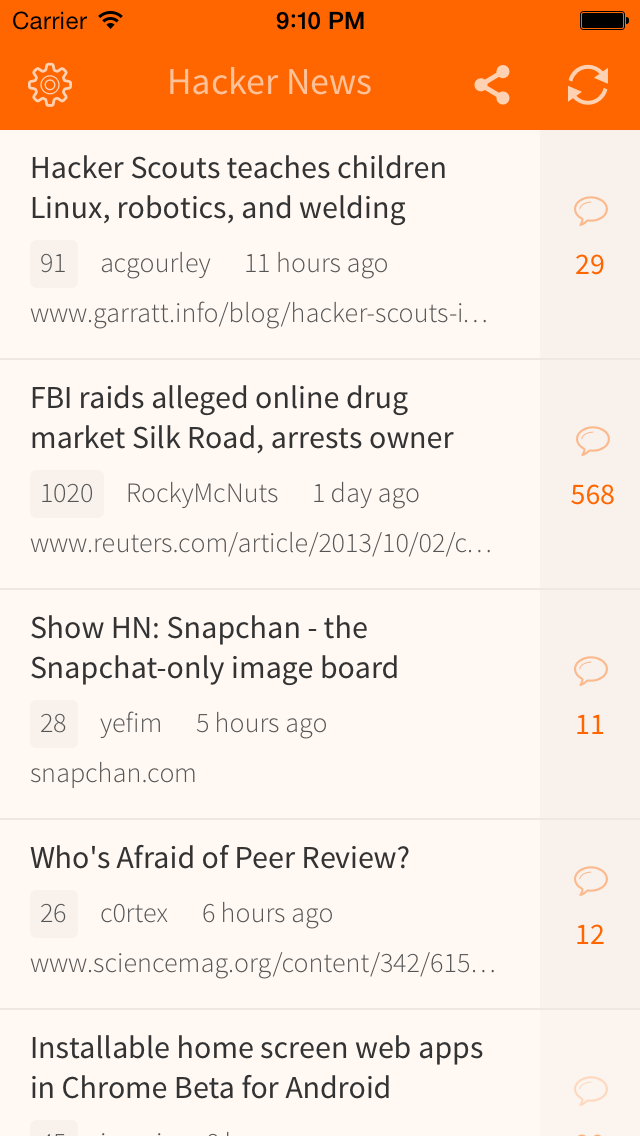 Carrier 9:10 PM
Hacker News
Hacker Scouts teaches children
Linux, robotics, and welding
91 acgourley 11 hours ago
29
www.garratt.info/blog/hacker-scouts-i...
FBI raids alleged online drug
market Silk Road, arrests owner
1020 RockyMcNuts 1 day ago
568
www.reuters.com/article/2013/10/02/c...
Show HN: Snapchan - the
Snapchat-only image board
28 yefim 5 hours ago
11
snapchan.com
Who's Afraid of Peer Review?
26 c0rtex 6 hours ago
12
www.sciencemag.org/content/342/615...
Installable home screen web apps
in Chrome Beta for Android